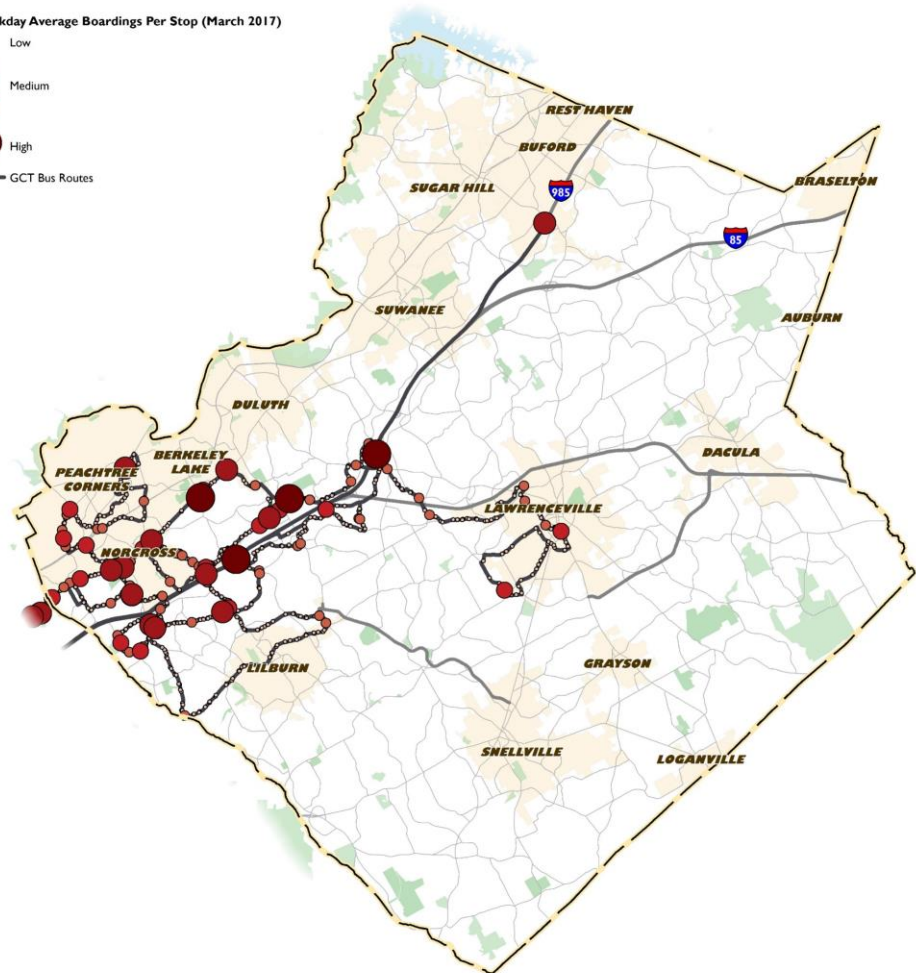 kday Average Boardings Per Stop (March 2017)
Low
Medium
High
GCT Bus Routes
REST HAVEN
BUFORD
SUGAR HILL
985
BRASELTON
85
SUWANEE
AUBURN
DULUTH
BERKELEY
LAKE
PEACHTREE
CORNERS
DACULA
LAWRENCEVILLE
NORCROSS
LILBURN
GRAYSON
SNELLVILLE
LOGANVILLE